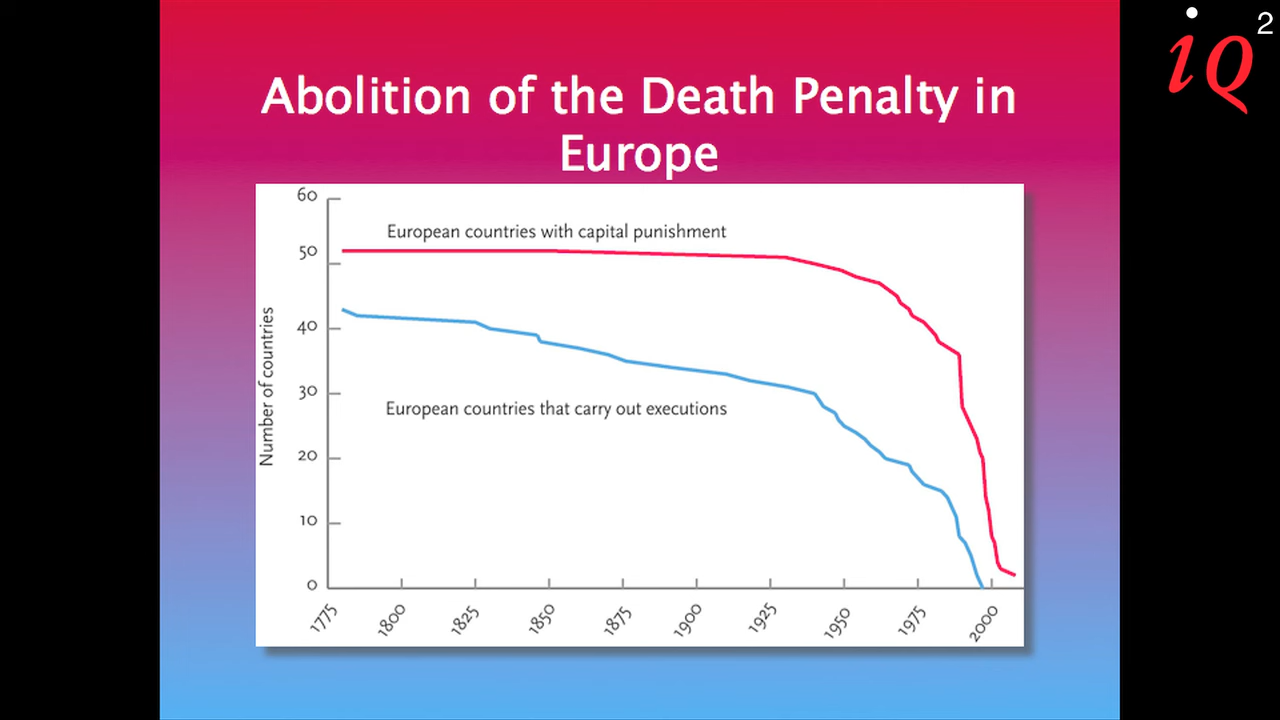 iQ2
Abolition of the Death Penalty in
Europe
60
European countries with capital punishment
50
40
Number of countries
30
European countries that carry out executions
20
10
0
1775 1800 1825 1850 1875 1900 1925 1950 1975 2000